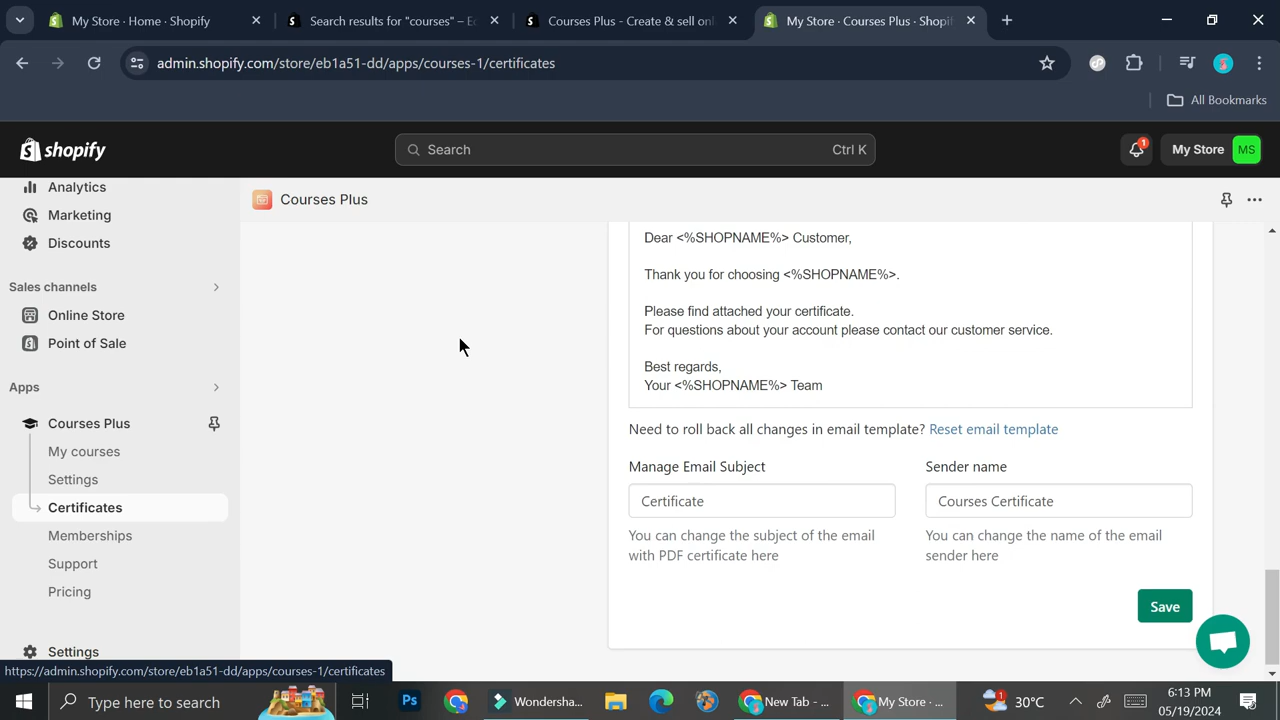 My Store · Home · Shopify
Search results for "courses" – E
Courses Plus - Create & sell onl
My Store · Courses Plus · Shopif
admin.shopify.com/store/eb1a51-dd/apps/courses-1/certificates
All Bookmarks
shopify
Search
Ctrl K
1
My Store
MS
Analytics
Marketing
Discounts
Sales channels
Online Store
Point of Sale
Apps
Courses Plus
My courses
Settings
Certificates
Memberships
Support
Pricing
Settings
https://admin.shopify.com/store/eb1a51-dd/apps/courses-1/certificates
Courses Plus
Dear <%SHOPNAME%> Customer,
Thank you for choosing <%SHOPNAME%>.
Please find attached your certificate.
For questions about your account please contact our customer service.
Best regards,
Your <%SHOPNAME%> Team
Need to roll back all changes in email template? Reset email template
Manage Email Subject
Certificate
You can change the subject of the email
with PDF certificate here
Sender name
Courses Certificate
You can change the name of the email
sender here
Save
Type here to search
Ps
Wondersha...
New Tab - ...
My Store · ...
1
30°C
6:13 PM
05/19/2024